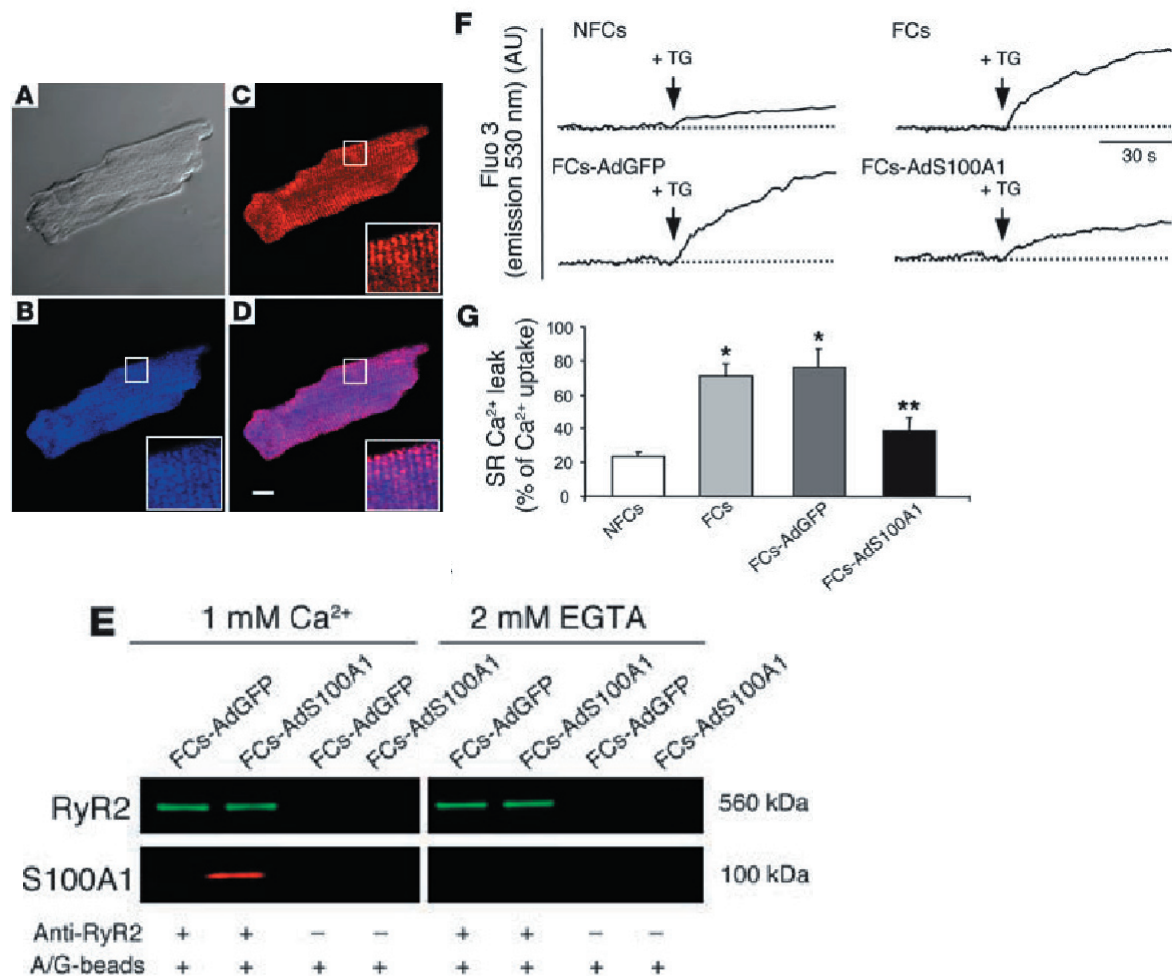 A
C
B
D
F
Fluo 3
(emission 530 nm) (AU)
NFCs
+ TG
FCs
+ TG
30 s
FCs-AdGFP
+ TG
FCs-AdS100A1
+ TG
G
SR Ca²⁺ leak
(% of Ca²⁺ uptake)
100
80
60
40
20
0
*
*
**
NFCs
FCs
FCs-AdGFP
FCs-AdS100A1
E
1 mM Ca²⁺
2 mM EGTA
FCs-AdGFP FCs-AdS100A1 FCs-AdGFP FCs-AdS100A1 FCs-AdGFP FCs-AdS100A1 FCs-AdGFP FCs-AdS100A1
RyR2 560 kDa
S100A1 100 kDa
Anti-RyR2 + + – – + + – –
A/G-beads + + + + + + + +